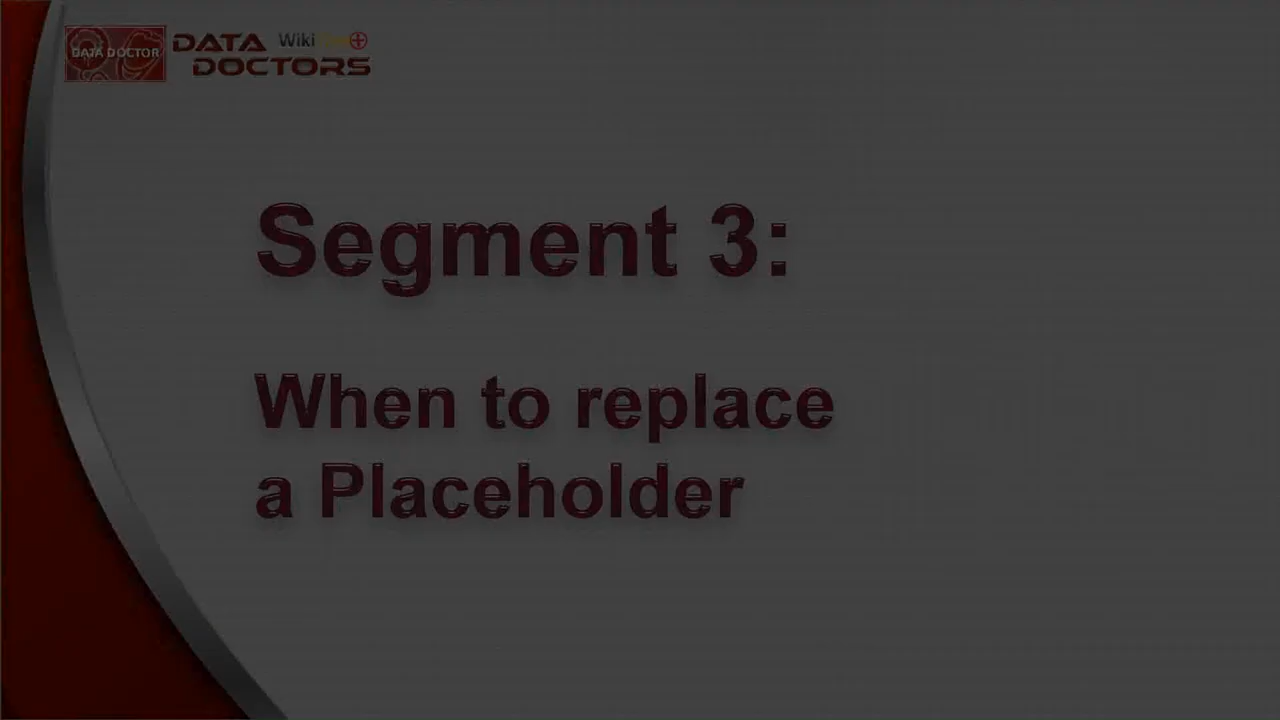 DATA DOCTOR
DATA Wiki
DOCTORS
Segment 3:
When to replace
a Placeholder